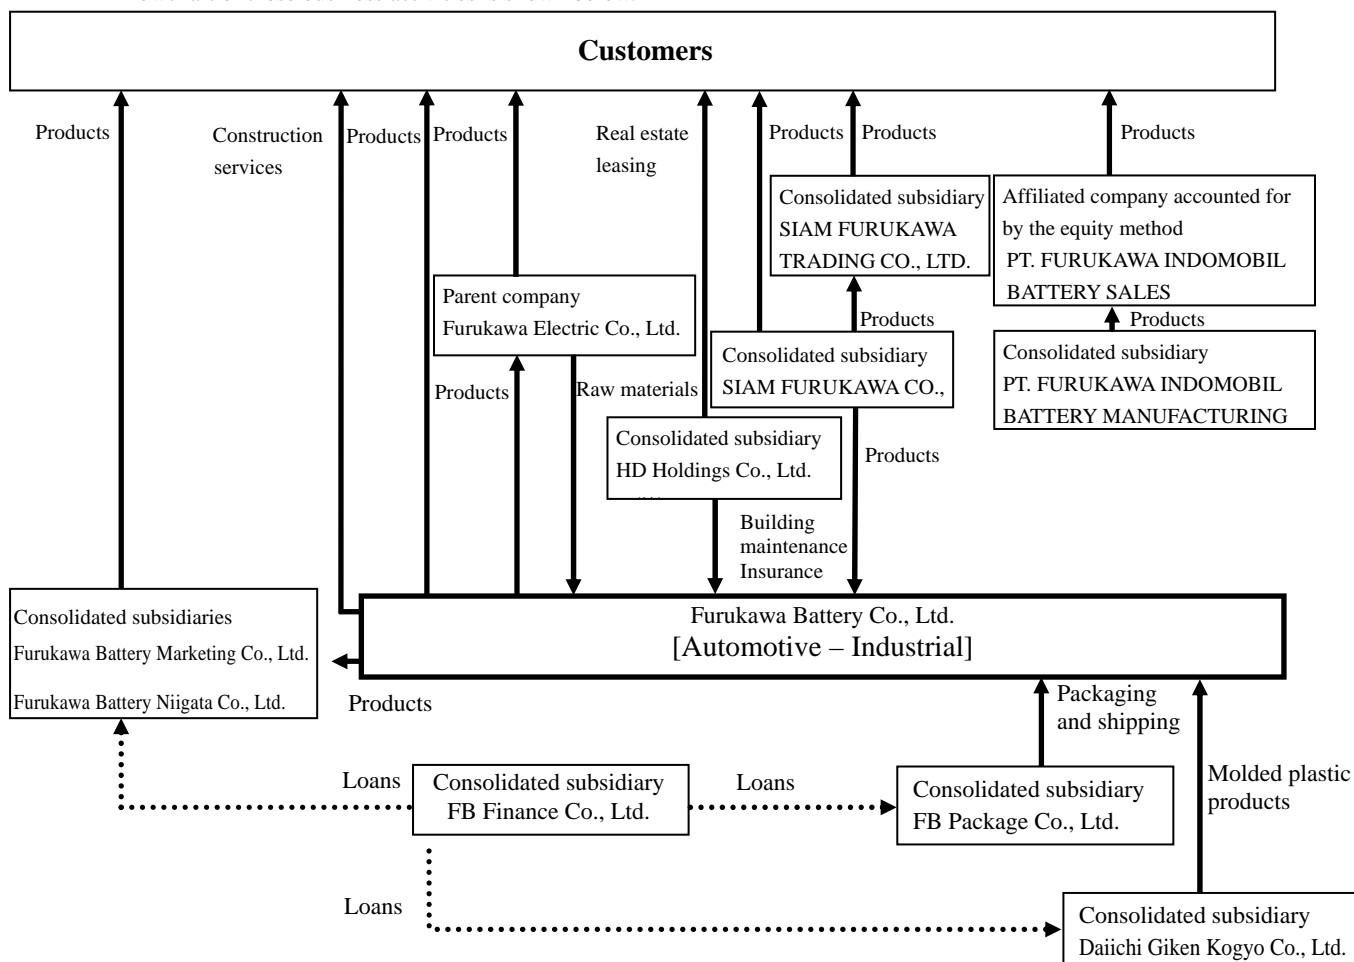 Customers
Products
Construction
services
Products
Products
Real estate
leasing
Products
Products
Products
Consolidated subsidiary
SIAM FURUKAWA
TRADING CO., LTD.
Affiliated company accounted for
by the equity method
PT. FURUKAWA INDOMOBIL
BATTERY SALES
Parent company
Furukawa Electric Co., Ltd.
Products
Products
Consolidated subsidiary
SIAM FURUKAWA CO.,
Consolidated subsidiary
PT. FURUKAWA INDOMOBIL
BATTERY MANUFACTURING
Products
Raw materials
Consolidated subsidiary
HD Holdings Co., Ltd.
Products
Building
maintenance
Insurance
Consolidated subsidiaries
Furukawa Battery Marketing Co., Ltd.
Furukawa Battery Niigata Co., Ltd.
Furukawa Battery Co., Ltd.
[Automotive – Industrial]
Products
Packaging
and shipping
Loans
Consolidated subsidiary
FB Finance Co., Ltd.
Loans
Consolidated subsidiary
FB Package Co., Ltd.
Molded plastic
products
Loans
Consolidated subsidiary
Daiichi Giken Kogyo Co., Ltd.